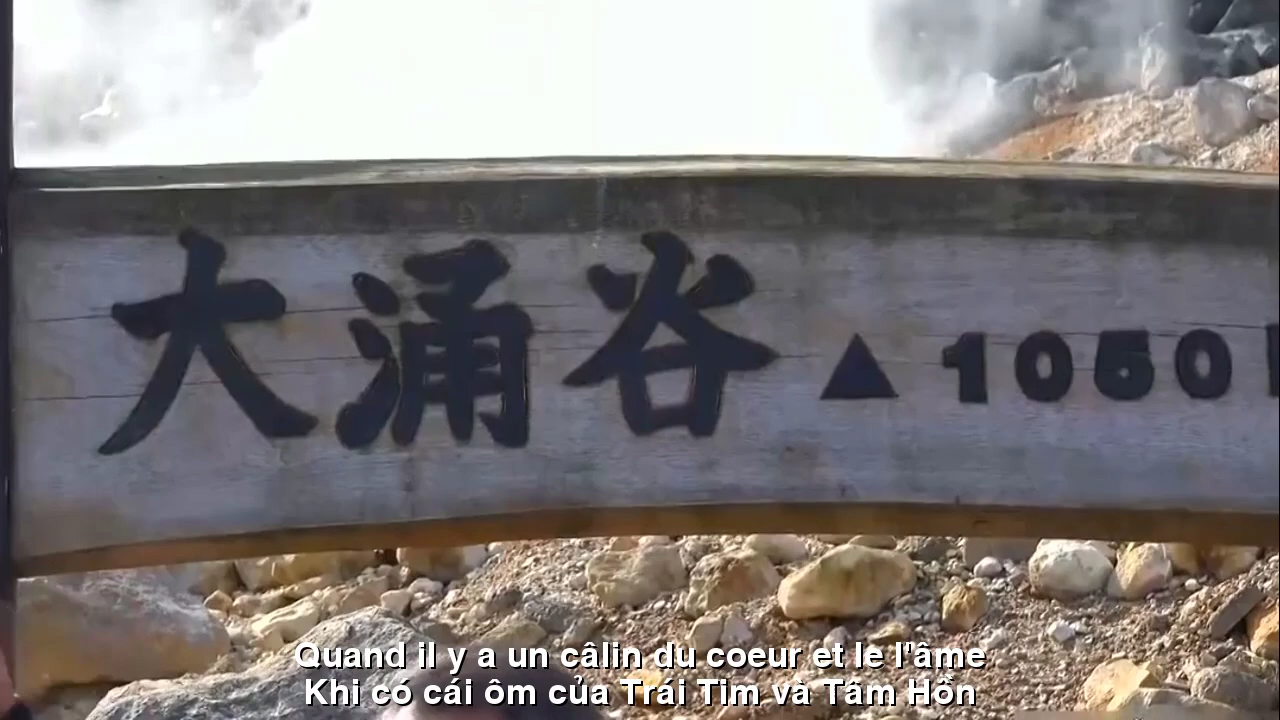 大涌谷 ▲1050
Quand il y a un câlin du coeur et le l'âme
Khi có cái ôm của Trái Tim và Tâm Hồn